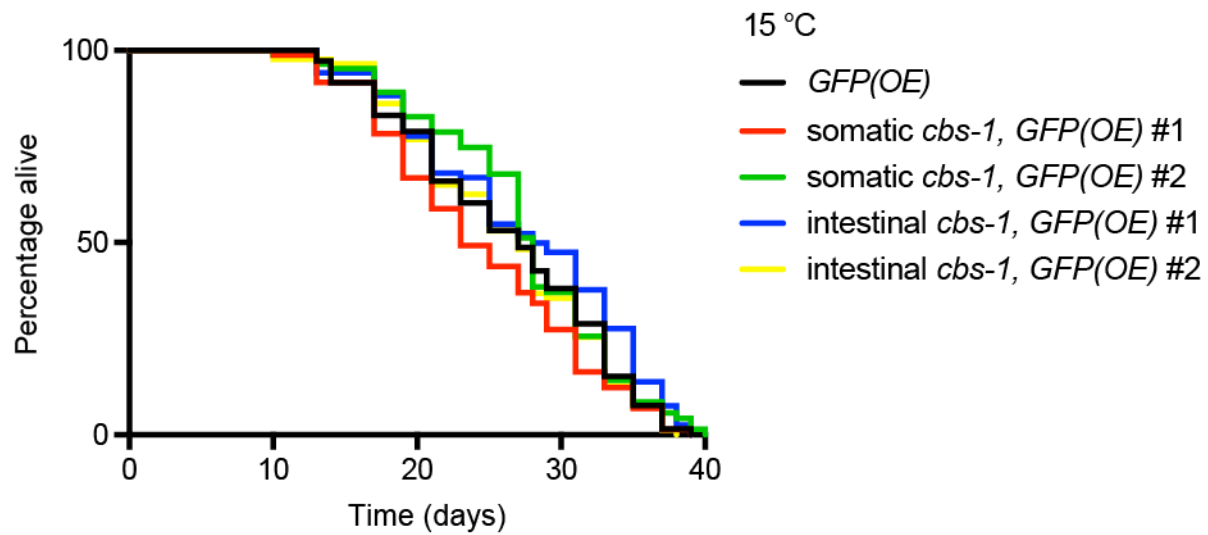 15 °C
GFP(OE)
somatic cbs-1, GFP(OE) #1
somatic cbs-1, GFP(OE) #2
intestinal cbs-1, GFP(OE) #1
intestinal cbs-1, GFP(OE) #2
Percentage alive
100
50
0
0 10 20 30 40
Time (days)